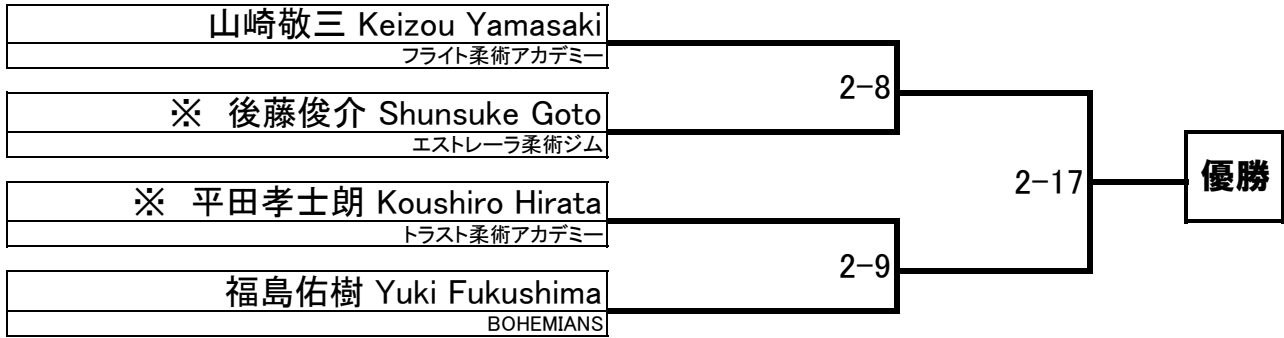 山崎敬三 Keizou Yamasaki
フライト柔術アカデミー
2-8
※ 後藤俊介 Shunsuke Goto
エストレーラ柔術ジム
2-17
優勝
※ 平田孝士朗 Koushiro Hirata
トラスト柔術アカデミー
2-9
福島佑樹 Yuki Fukushima
BOHEMIANS